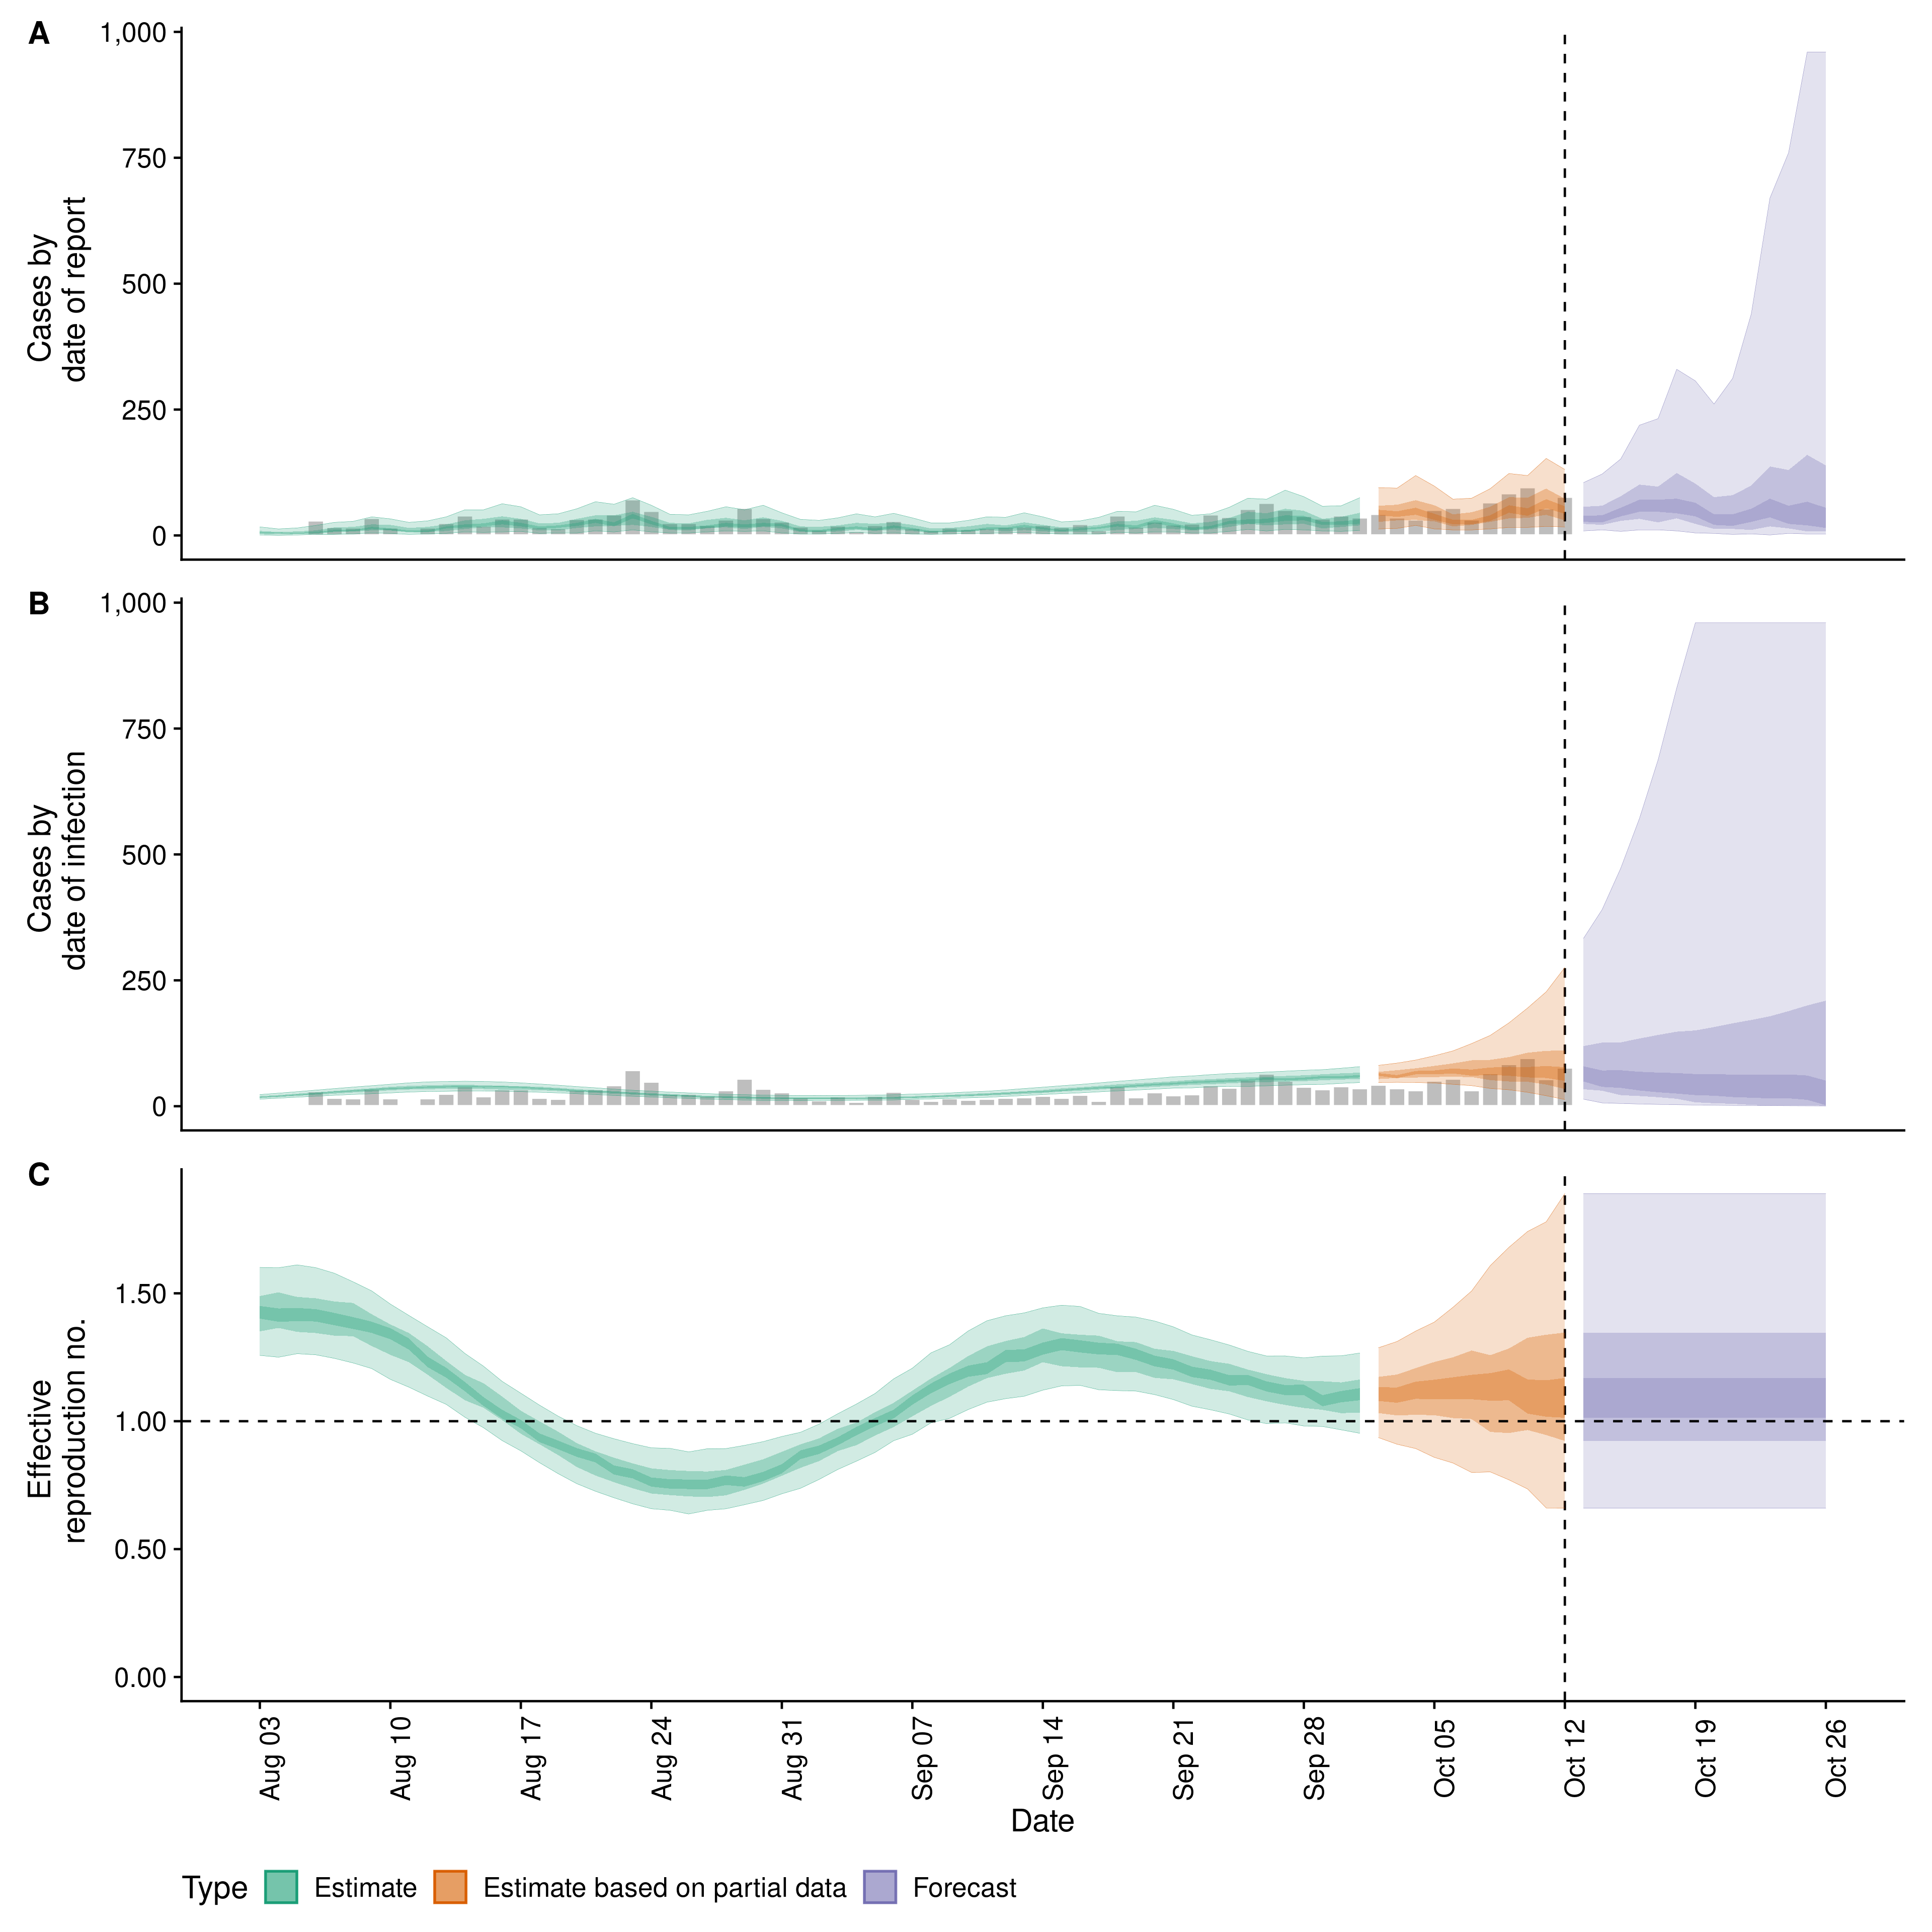 A
1,000
750
500
250
0
Cases by
date of report
B
1,000
750
500
250
0
Cases by
date of infection
C
1.50
1.00
0.50
0.00
Effective
reproduction no.
Aug 03
Aug 10
Aug 17
Aug 24
Aug 31
Sep 07
Sep 14
Sep 21
Sep 28
Oct 05
Oct 12
Oct 19
Oct 26
Date
Type Estimate Estimate based on partial data Forecast